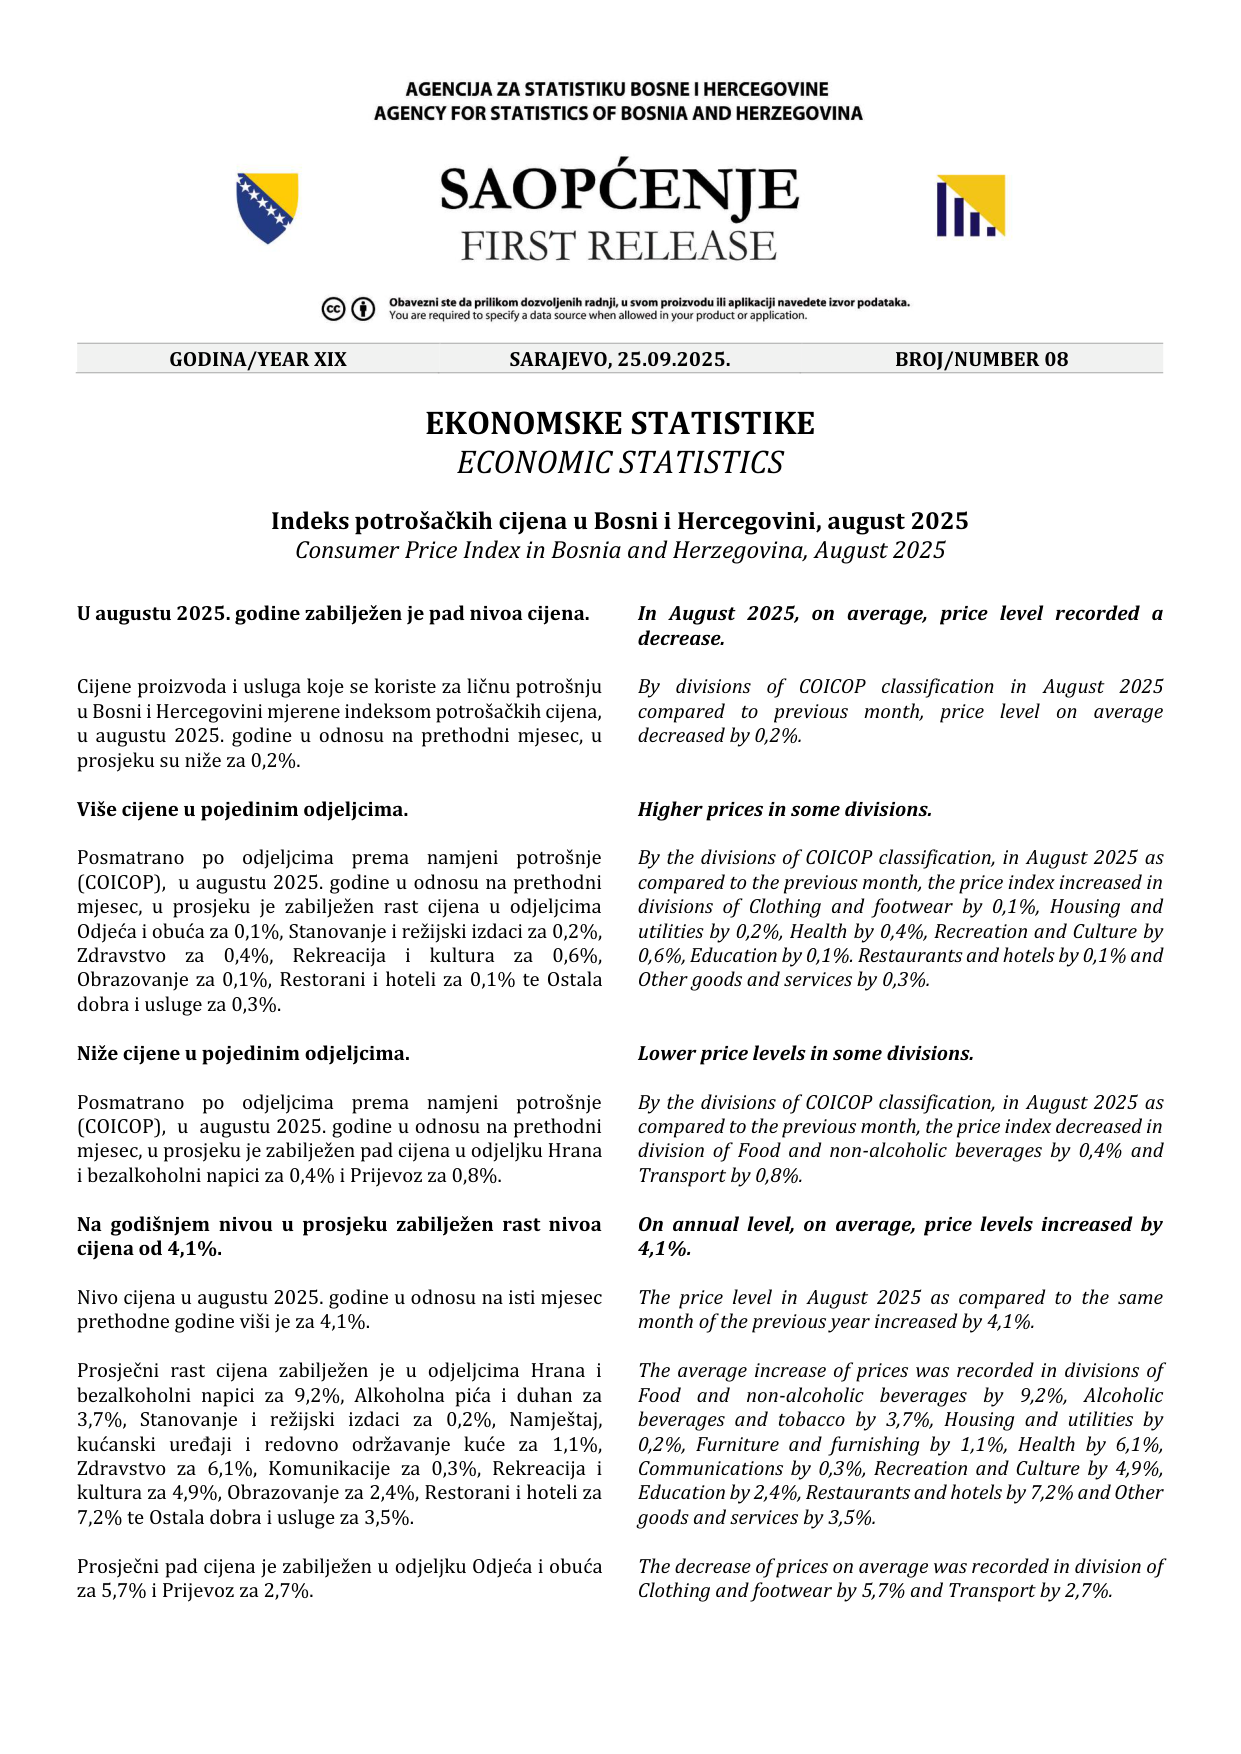 AGENCIJA ZA STATISTIKU BOSNE I HERCEGOVINE
AGENCY FOR STATISTICS OF BOSNIA AND HERZEGOVINA
SAOPĆENJE
FIRST RELEASE
cc
Obavezni ste da prilikom dozvoljenih radnji, u svom proizvodu ili aplikaciji navedete izvor podataka.
You are required to specify a data source when allowed in your product or application.
GODINA/YEAR XIX SARAJEVO, 25.09.2025. BROJ/NUMBER 08
EKONOMSKE STATISTIKE
ECONOMIC STATISTICS
Indeks potrošačkih cijena u Bosni i Hercegovini, august 2025
Consumer Price Index in Bosnia and Herzegovina, August 2025
U augustu 2025. godine zabilježen je pad nivoa cijena.
Cijene proizvoda i usluga koje se koriste za ličnu potrošnju
u Bosni i Hercegovini mjerene indeksom potrošačkih cijena,
u augustu 2025. godine u odnosu na prethodni mjesec, u
prosjeku su niže za 0,2%.
Više cijene u pojedinim odjeljcima.
Posmatrano po odjeljcima prema namjeni potrošnje
(COICOP), u augustu 2025. godine u odnosu na prethodni
mjesec, u prosjeku je zabilježen rast cijena u odjeljcima
Odjeća i obuća za 0,1%, Stanovanje i režijski izdaci za 0,2%,
Zdravstvo za 0,4%, Rekreacija i kultura za 0,6%,
Obrazovanje za 0,1%, Restorani i hoteli za 0,1% te Ostala
dobra i usluge za 0,3%.
Niže cijene u pojedinim odjeljcima.
Posmatrano po odjeljcima prema namjeni potrošnje
(COICOP), u augustu 2025. godine u odnosu na prethodni
mjesec, u prosjeku je zabilježen pad cijena u odjeljku Hrana
i bezalkoholni napici za 0,4% i Prijevoz za 0,8%.
Na godišnjem nivou u prosjeku zabilježen rast nivoa
cijena od 4,1%.
Nivo cijena u augustu 2025. godine u odnosu na isti mjesec
prethodne godine viši je za 4,1%.
Prosječni rast cijena zabilježen je u odjeljcima Hrana i
bezalkoholni napici za 9,2%, Alkoholna pića i duhan za
3,7%, Stanovanje i režijski izdaci za 0,2%, Namještaj,
kućanski uređaji i redovno održavanje kuće za 1,1%,
Zdravstvo za 6,1%, Komunikacije za 0,3%, Rekreacija i
kultura za 4,9%, Obrazovanje za 2,4%, Restorani i hoteli za
7,2% te Ostala dobra i usluge za 3,5%.
Prosječni pad cijena je zabilježen u odjeljku Odjeća i obuća
za 5,7% i Prijevoz za 2,7%.
In August 2025, on average, price level recorded a
decrease.
By divisions of COICOP classification in August 2025
compared to previous month, price level on average
decreased by 0,2%.
Higher prices in some divisions.
By the divisions of COICOP classification, in August 2025 as
compared to the previous month, the price index increased in
divisions of Clothing and footwear by 0,1%, Housing and
utilities by 0,2%, Health by 0,4%, Recreation and Culture by
0,6%, Education by 0,1%. Restaurants and hotels by 0,1% and
Other goods and services by 0,3%.
Lower price levels in some divisions.
By the divisions of COICOP classification, in August 2025 as
compared to the previous month, the price index decreased in
division of Food and non-alcoholic beverages by 0,4% and
Transport by 0,8%.
On annual level, on average, price levels increased by
4,1%.
The price level in August 2025 as compared to the same
month of the previous year increased by 4,1%.
The average increase of prices was recorded in divisions of
Food and non-alcoholic beverages by 9,2%, Alcoholic
beverages and tobacco by 3,7%, Housing and utilities by
0,2%, Furniture and furnishing by 1,1%, Health by 6,1%,
Communications by 0,3%, Recreation and Culture by 4,9%,
Education by 2,4%, Restaurants and hotels by 7,2% and Other
goods and services by 3,5%.
The decrease of prices on average was recorded in division of
Clothing and footwear by 5,7% and Transport by 2,7%.